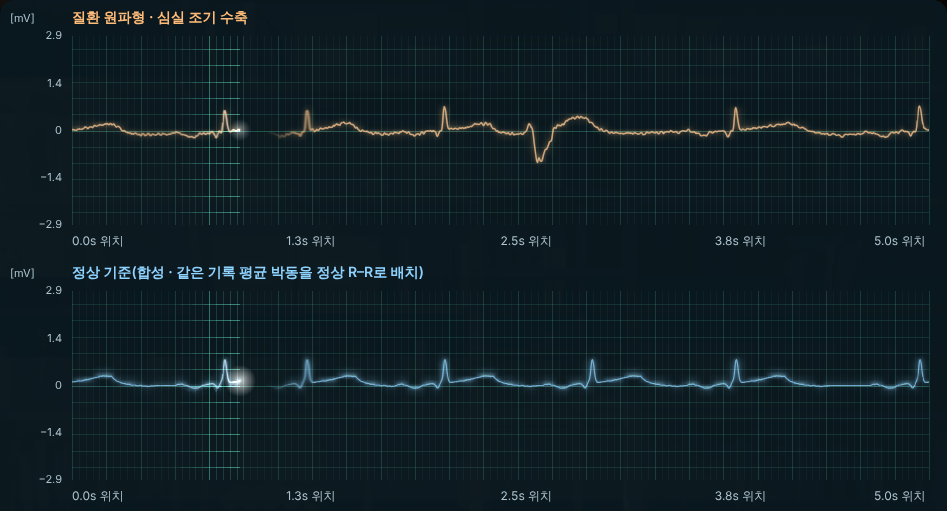 [mV]
질환 원파형 · 심실 조기 수축
2.9
1.4
0
−1.4
−2.9
0.0s 위치
1.3s 위치
2.5s 위치
3.8s 위치
5.0s 위치
[mV]
정상 기준(합성 · 같은 기록 평균 박동을 정상 R–R로 배치)
2.9
1.4
0
−1.4
−2.9
0.0s 위치
1.3s 위치
2.5s 위치
3.8s 위치
5.0s 위치